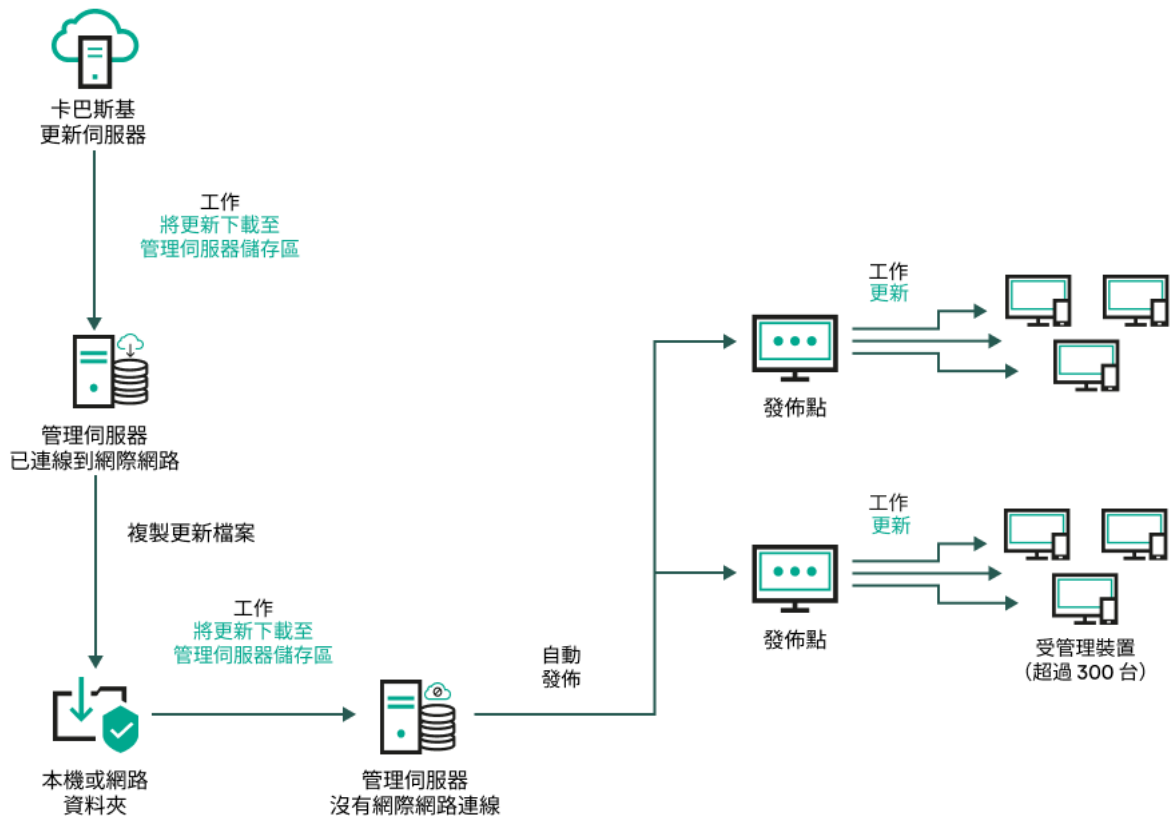 卡巴斯基
更新伺服器
工作
將更新下載至
管理伺服器儲存區
管理伺服器
已連線到網際網路
複製更新檔案
工作
將更新下載至
管理伺服器儲存區
本機或網路
資料夾
管理伺服器
沒有網際網路連線
自動
發佈
發佈點
工作
更新
發佈點
工作
更新
受管理裝置
（超過 300 台）